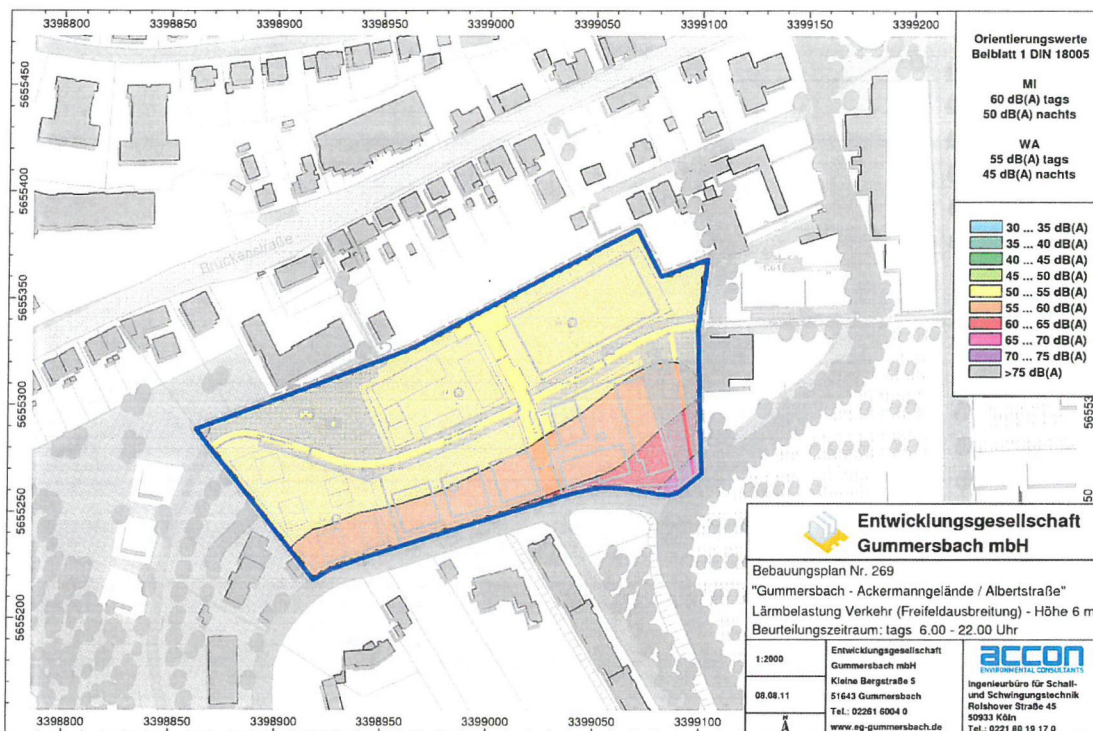 3398800 3398850 3398900 3398950 3399000 3399050 3399100 3399150 3399200
5655450
5655400
5655350
5655300
5655250
5655200
Brückenstraße
Orientierungswerte
Beiblatt 1 DIN 18005
MI
60 dB(A) tags
50 dB(A) nachts
WA
55 dB(A) tags
45 dB(A) nachts
30 ... 35 dB(A)
35 ... 40 dB(A)
40 ... 45 dB(A)
45 ... 50 dB(A)
50 ... 55 dB(A)
55 ... 60 dB(A)
60 ... 65 dB(A)
65 ... 70 dB(A)
70 ... 75 dB(A)
>75 dB(A)
Entwicklungsgesellschaft
Gummersbach mbH
Bebauungsplan Nr. 269
"Gummersbach - Ackermanngelände / Albertstraße"
Lärmbelastung Verkehr (Freifeldausbreitung) - Höhe 6 m
Beurteilungszeitraum: tags 6.00 - 22.00 Uhr
1:2000
08.08.11
N
Entwicklungsgesellschaft
Gummersbach mbH
Kleine Bergstraße 5
51643 Gummersbach
Tel.: 02261 6004 0
www.eg-gummersbach.de
accon
ENVIRONMENTAL CONSULTANTS
Ingenieurbüro für Schall-
und Schwingungstechnik
Rolshover Straße 45
50933 Köln
Tel.: 0221 80 19 17 0
3398800 3398850 3398900 3398950 3399000 3399050 3399100